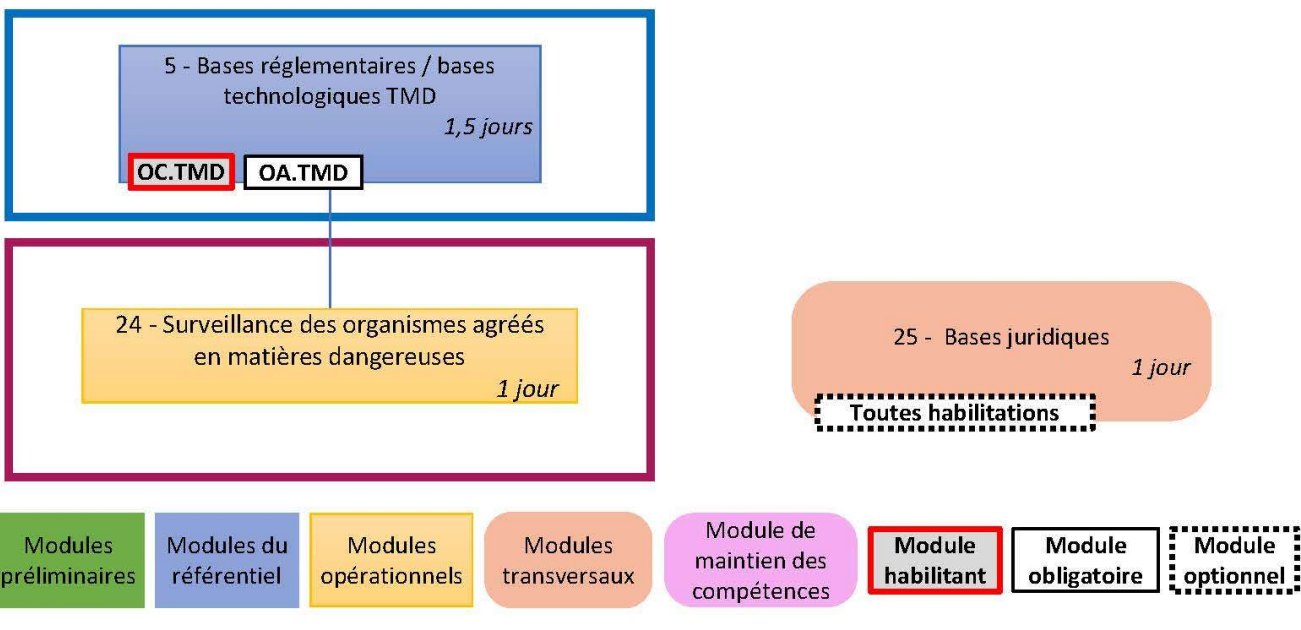 5 - Bases réglementaires / bases
technologiques TMD
1,5 jours
OC.TMD
OA.TMD
24 - Surveillance des organismes agréés
en matières dangereuses
1 jour
25 - Bases juridiques
1 jour
Toutes habilitations
Modules
préliminaires
Modules du
référentiel
Modules
opérationnels
Modules
transversaux
Module de
maintien des
compétences
Module
habilitant
Module
obligatoire
Module
optionnel